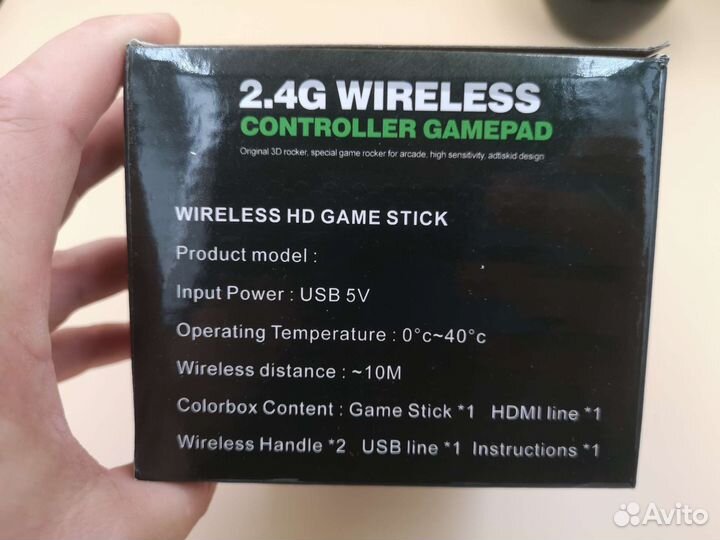 2.4G WIRELESS
CONTROLLER GAMEPAD
Original 3D rocker, special game rocker for arcade, high sensitivity, adtiskid design
WIRELESS HD GAME STICK
Product model :
Input Power : USB 5V
Operating Temperature : 0°c~40°c
Wireless distance : ~10M
Colorbox Content : Game Stick *1 HDMI line *1
Wireless Handle *2 USB line *1 Instructions *1
Avito